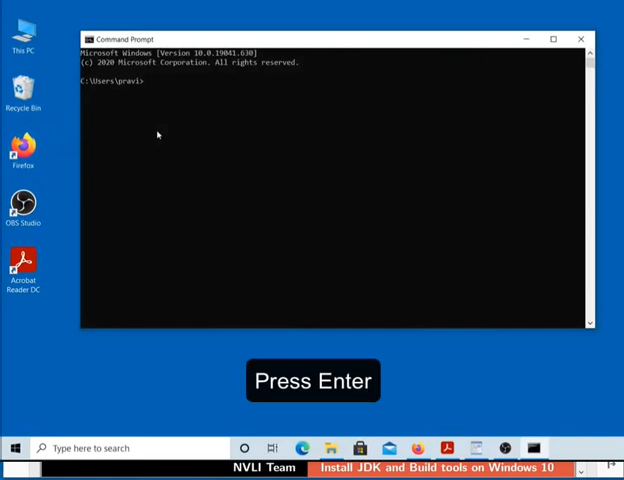 This PC
Recycle Bin
Firefox
OBS Studio
Acrobat
Reader DC
Command Prompt
Microsoft Windows [Version 10.0.19041.630]
(c) 2020 Microsoft Corporation. All rights reserved.
C:\Users\pravi>
Press Enter
Type here to search
NVLI Team
Install JDK and Build tools on Windows 10